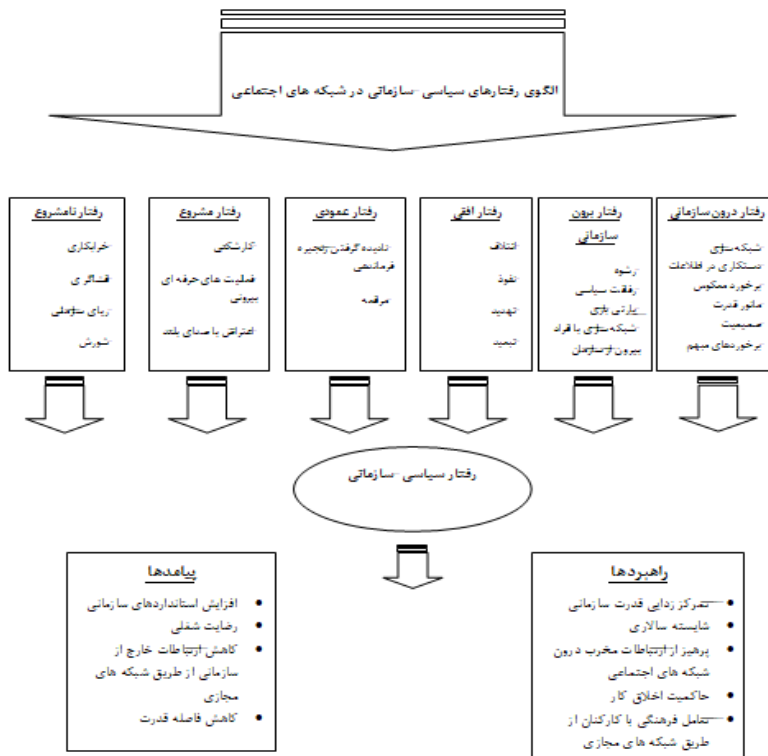 الگوی رفتارهای سیاسی -سازمانی در شبکه های اجتماعی
رفتار درون سازمانی
شبکه سازی
دستکاری در اطلاعات
برخورد معکوس
مانور قدرت
صمیمیت
برخوردهای مبهم
رفتار برون
سازمانی
رشوه
رفاقت سیاسی
پارتی بازی
شبکه سازی با افراد
بیرون از سازمان
رفتار افقی
ائتلاف
نفوذ
تهدید
تبعید
رفتار عمودی
نادیده گرفتن زنجیره
فرماندهی
مرافعه
رفتار مشروع
کارشکنی
فعالیت های حرفه ای
بیرونی
اعتراض با صدای بلند
رفتار نامشروع
خرابکاری
افشاگری
ریای سازمانی
شورش
رفتار سیاسی -سازمانی
راهبردها
تمرکز زدایی قدرت سازمانی
شایسته سالاری
پرهیز از ارتباطات مخرب درون
شبکه های اجتماعی
حاکمیت اخلاق کار
تعامل فرهنگی با کارکنان از
طریق شبکه های مجازی
پیامدها
افزایش استانداردهای سازمانی
رضایت شغلی
کاهش ارتباطات خارج از
سازمانی از طریق شبکه های
مجازی
کاهش فاصله قدرت